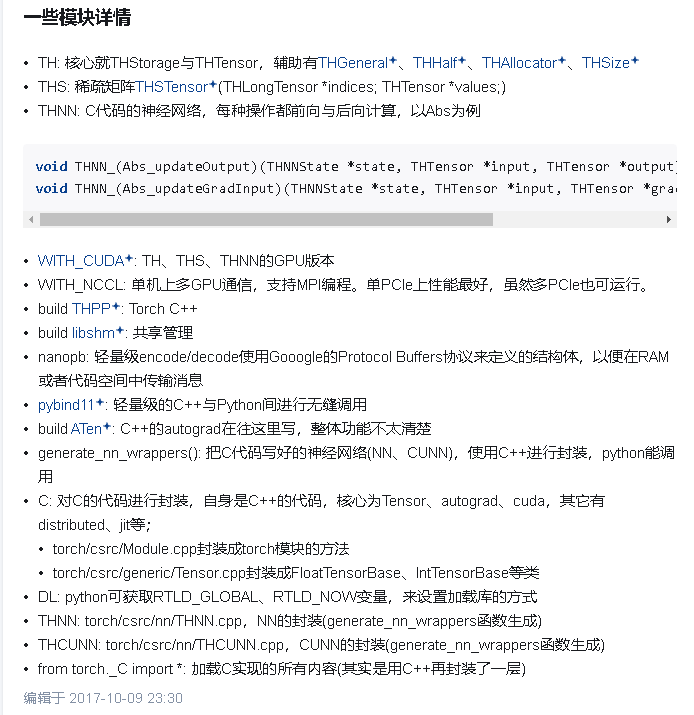 一些模块详情
• TH: 核心就THStorage与THTensor，辅助有THGeneral、THHalf、THAllocator、THSize
• THS: 稀疏矩阵THSTensor(THLongTensor *indices; THTensor *values;)
• THNN: C代码的神经网络，每种操作都前向与后向计算，以Abs为例
void THNN_(Abs_updateOutput)(THNNState *state, THTensor *input, THTensor *output)
void THNN_(Abs_updateGradInput)(THNNState *state, THTensor *input, THTensor *gra
• WITH_CUDA: TH、THS、THNN的GPU版本
• WITH_NCCL: 单机上多GPU通信，支持MPI编程。单PCIe上性能最好，虽然多PCIe也可运行。
• build THPP: Torch C++
• build libshm: 共享管理
• nanopb: 轻量级encode/decode使用Gooogle的Protocol Buffers协议来定义的结构体，以便在RAM
或者代码空间中传输消息
• pybind11: 轻量级的C++与Python间进行无缝调用
• build ATen: C++的autograd在往这里写，整体功能不太清楚
• generate_nn_wrappers(): 把C代码写好的神经网络(NN、CUNN)，使用C++进行封装，python能调
用
• C: 对C的代码进行封装，自身是C++的代码，核心为Tensor、autograd、cuda，其它有
distributed、jit等；
• torch/csrc/Module.cpp封装成torch模块的方法
• torch/csrc/generic/Tensor.cpp封装成FloatTensorBase、IntTensorBase等类
• DL: python可获取RTLD_GLOBAL、RTLD_NOW变量，来设置加载库的方式
• THNN: torch/csrc/nn/THNN.cpp，NN的封装(generate_nn_wrappers函数生成)
• THCUNN: torch/csrc/nn/THCUNN.cpp，CUNN的封装(generate_nn_wrappers函数生成)
• from torch._C import *: 加载C实现的所有内容(其实是用C++再封装了一层)
编辑于 2017-10-09 23:30